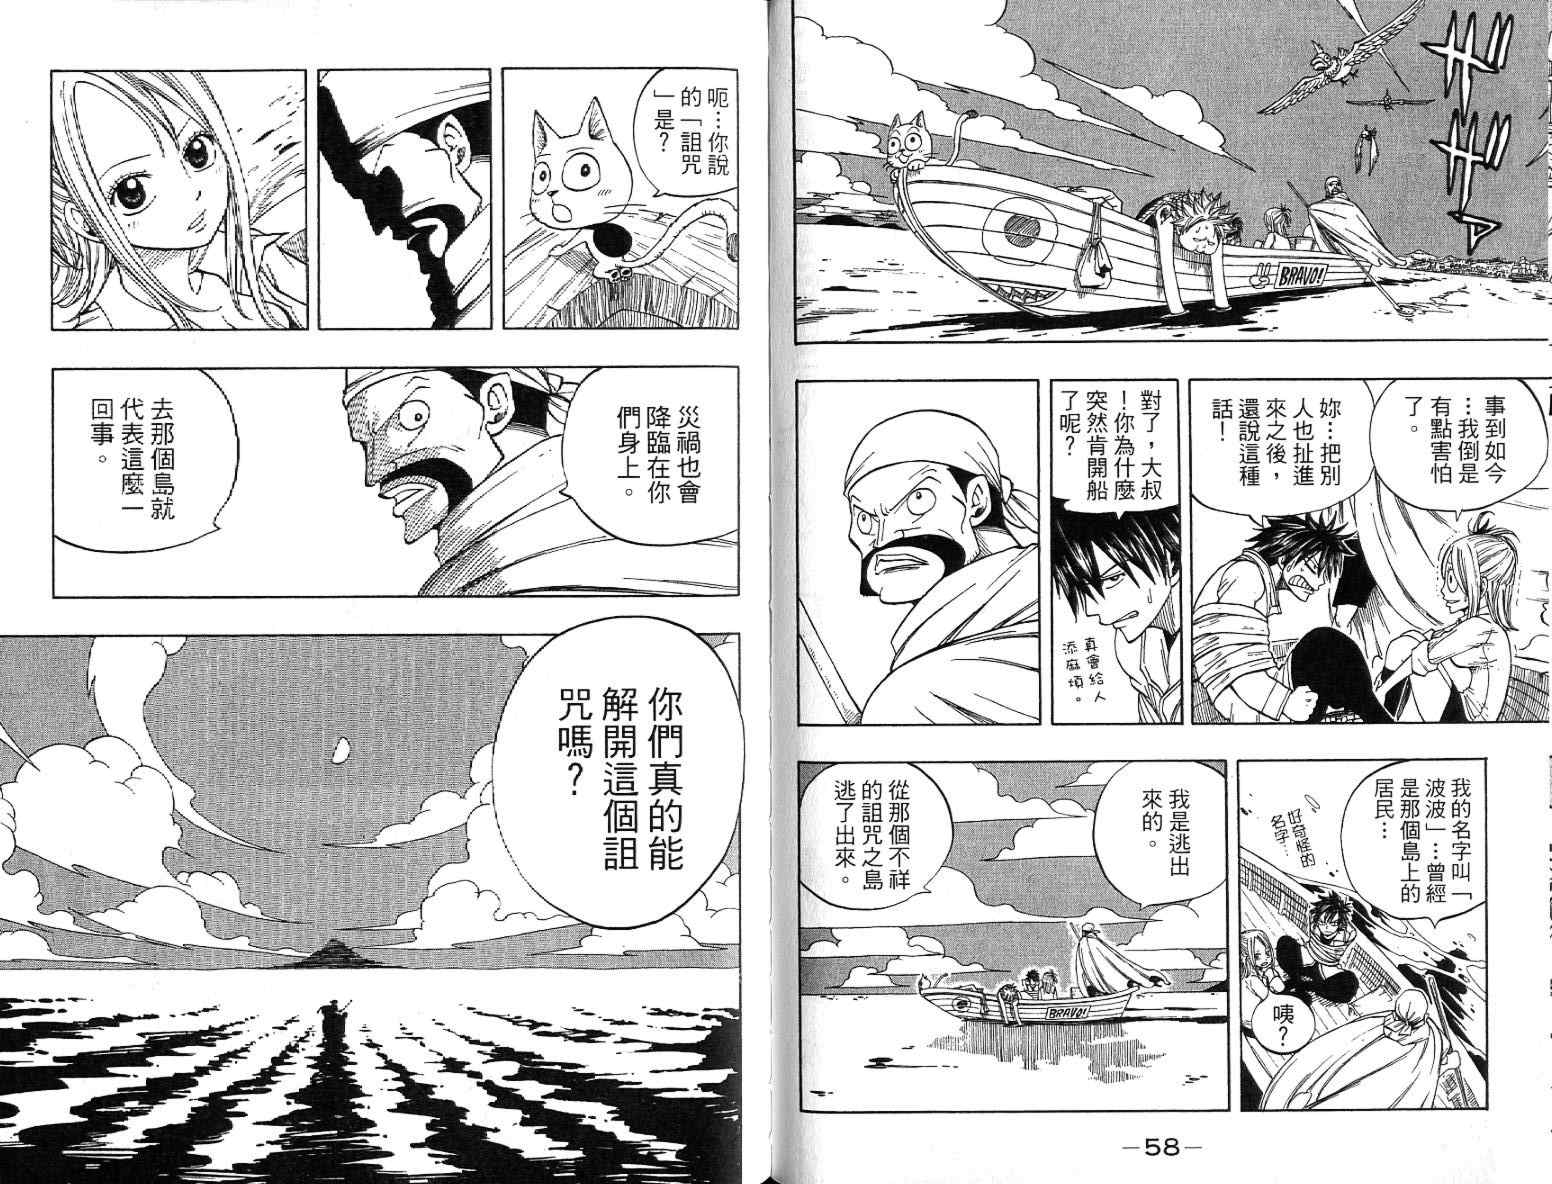 ザザザ…
BRAVO!
事到如今
…我倒是
有點害怕
了。
妳…把別
人也扯進
來之後，
還說這種
話！
對了，大叔
！你為什麼
突然肯開船
了呢？
真會給人
添麻煩。
我的名字叫「
波波」…曾經
是那個島上的
居民…
好奇怪的
名字…
咦？
我是逃出
來的。
從那個不祥
的詛咒之島
逃了出來。
BRAVO!
—58—
呃…你說
的「詛咒
」是？
災禍也會
降臨在你
們身上。
去那個島就
代表這麼一
回事。
你們真的能
解開這個詛
咒嗎？